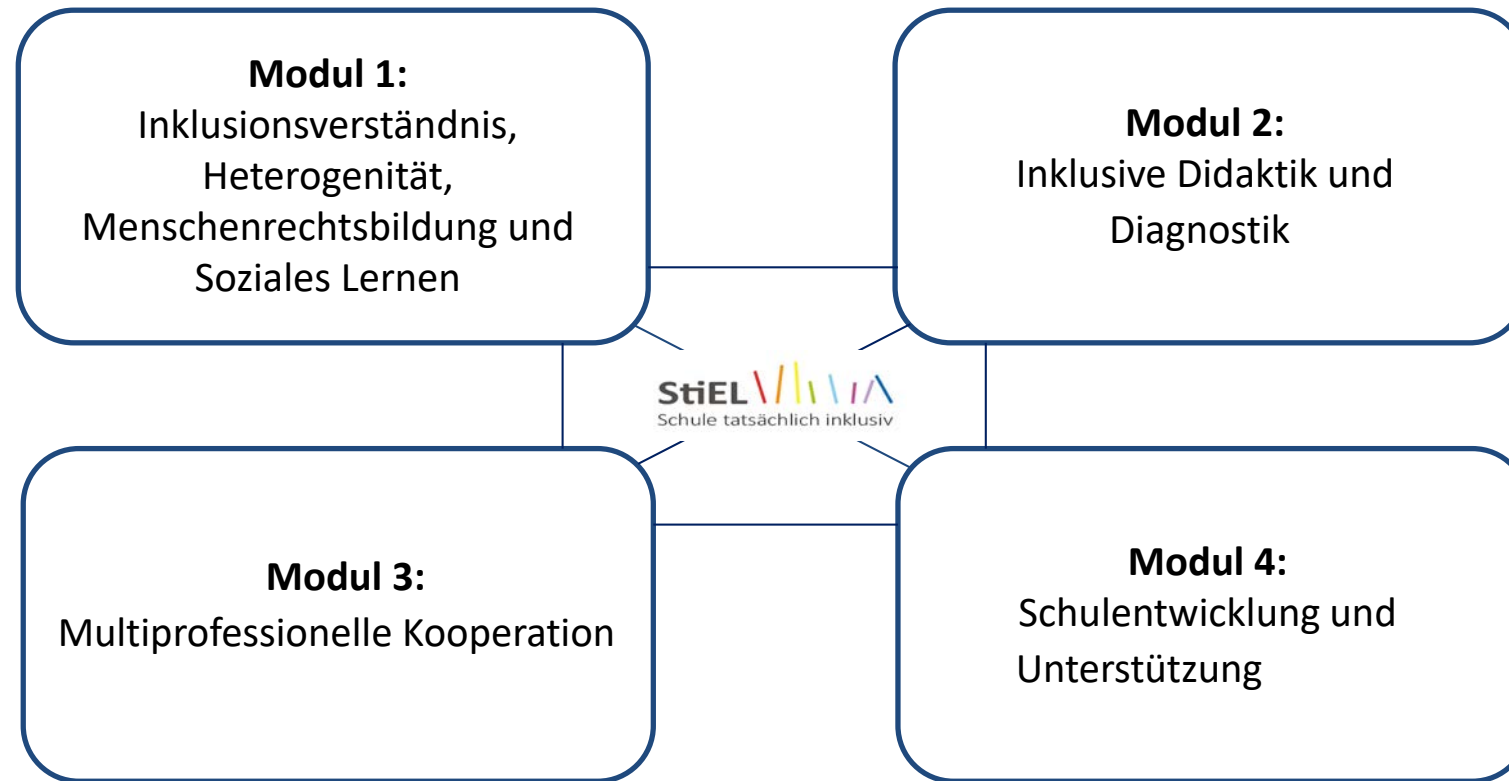 Modul 1:
Inklusionsverständnis,
Heterogenität,
Menschenrechtsbildung und
Soziales Lernen
Modul 2:
Inklusive Didaktik und
Diagnostik
StiEL
Schule tatsächlich inklusiv
Modul 3:
Multiprofessionelle Kooperation
Modul 4:
Schulentwicklung und
Unterstützung